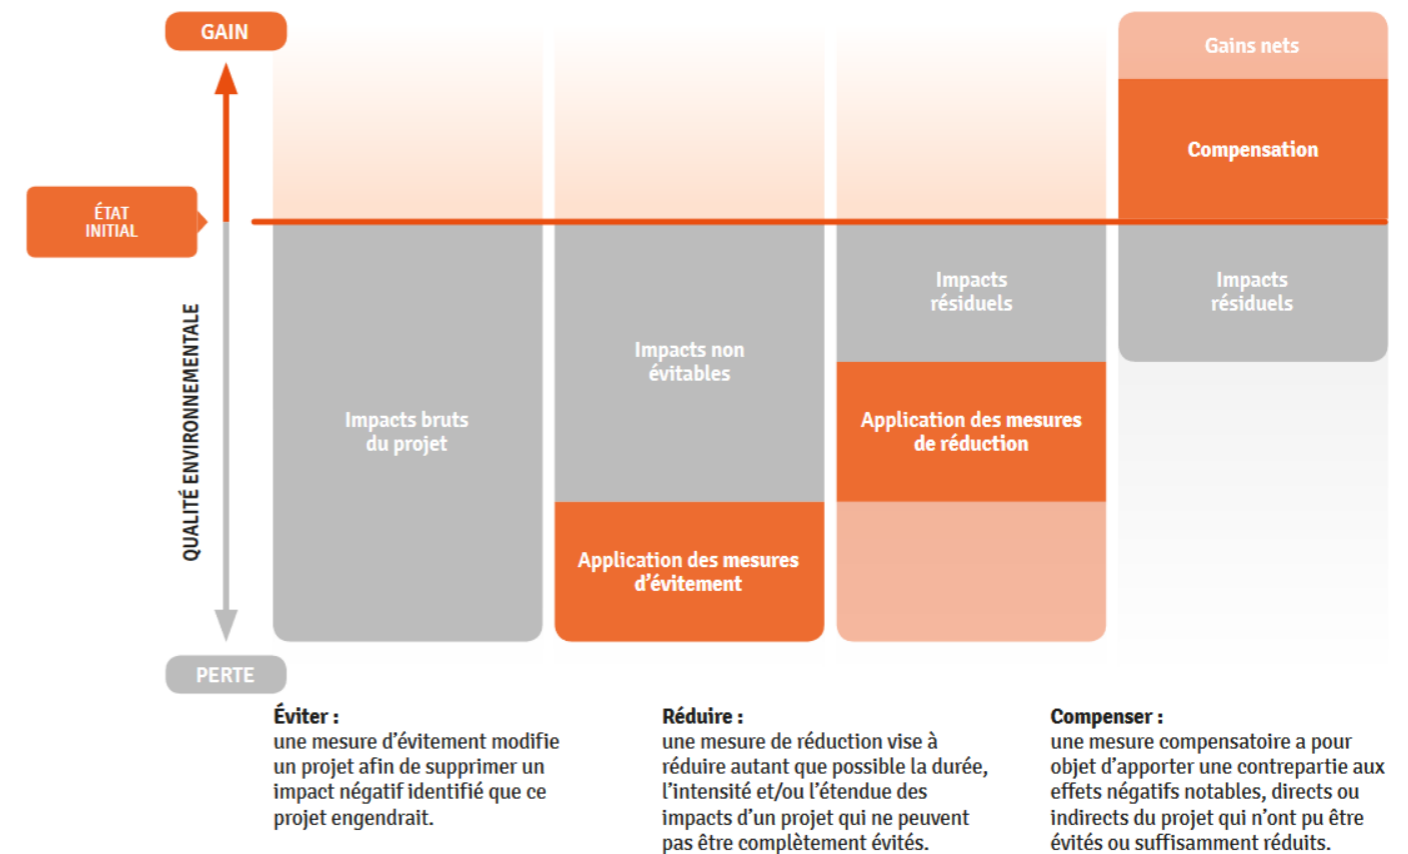 GAIN
Gains nets
Compensation
ÉTAT
INITIAL
Impacts
résiduels
Impacts
résiduels
Impacts non
évitables
Impacts bruts
du projet
Application des mesures
de réduction
Application des mesures
d'évitement
QUALITÉ ENVIRONNEMENTALE
PERTE
Éviter :
une mesure d'évitement modifie
un projet afin de supprimer un
impact négatif identifié que ce
projet engendrait.
Réduire :
une mesure de réduction vise à
réduire autant que possible la durée,
l'intensité et/ou l'étendue des
impacts d'un projet qui ne peuvent
pas être complètement évités.
Compenser :
une mesure compensatoire a pour
objet d'apporter une contrepartie aux
effets négatifs notables, directs ou
indirects du projet qui n'ont pu être
évités ou suffisamment réduits.